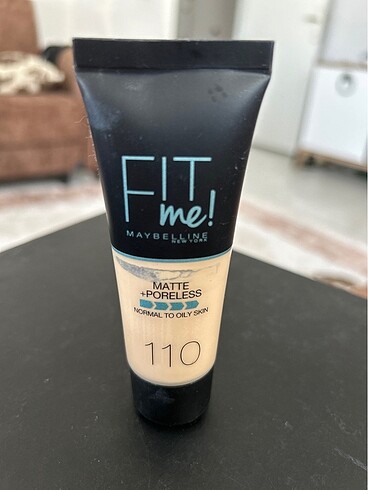 FIT
me!
MAYBELLINE
NEW YORK
MATTE
+PORELESS
NORMAL TO OILY SKIN
110